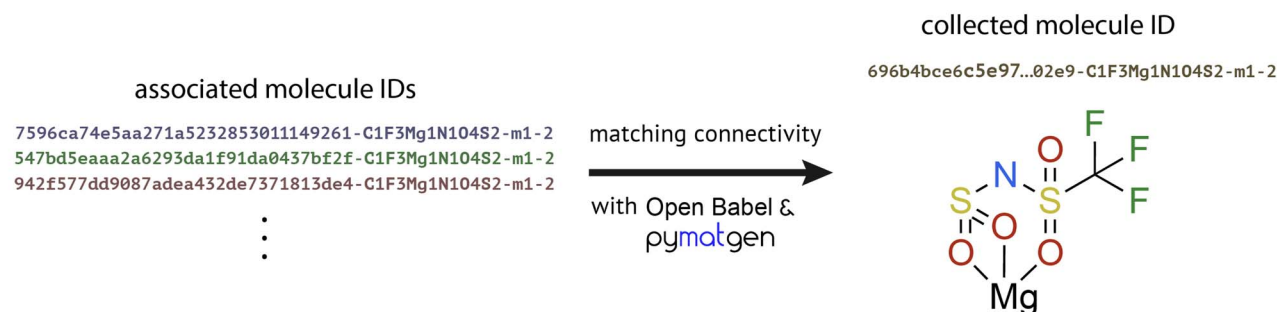 associated molecule IDs
7596ca74e5aa271a5232853011149261-C1F3Mg1N1O4S2-m1-2
547bd5eaaa2a6293da1f91da0437bf2f-C1F3Mg1N1O4S2-m1-2
942f577dd9087adea432de7371813de4-C1F3Mg1N1O4S2-m1-2
matching connectivity
with Open Babel &
pymatgen
collected molecule ID
696b4bce6c5e97...02e9-C1F3Mg1N1O4S2-m1-2
F
O F
N
S S F
O
O O
Mg